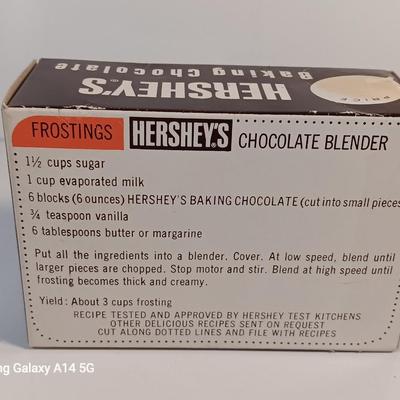 PRICE
HERSHEY'S
Baking Chocolate
FROSTINGS HERSHEY'S CHOCOLATE BLENDER
1½ cups sugar
1 cup evaporated milk
6 blocks (6 ounces) HERSHEY'S BAKING CHOCOLATE (cut into small pieces
¾ teaspoon vanilla
6 tablespoons butter or margarine
Put all the ingredients into a blender. Cover. At low speed, blend until
larger pieces are chopped. Stop motor and stir. Blend at high speed until
frosting becomes thick and creamy.
Yield: About 3 cups frosting
RECIPE TESTED AND APPROVED BY HERSHEY TEST KITCHENS
OTHER DELICIOUS RECIPES SENT ON REQUEST
CUT ALONG DOTTED LINES AND FILE WITH RECIPES
ng Galaxy A14 5G